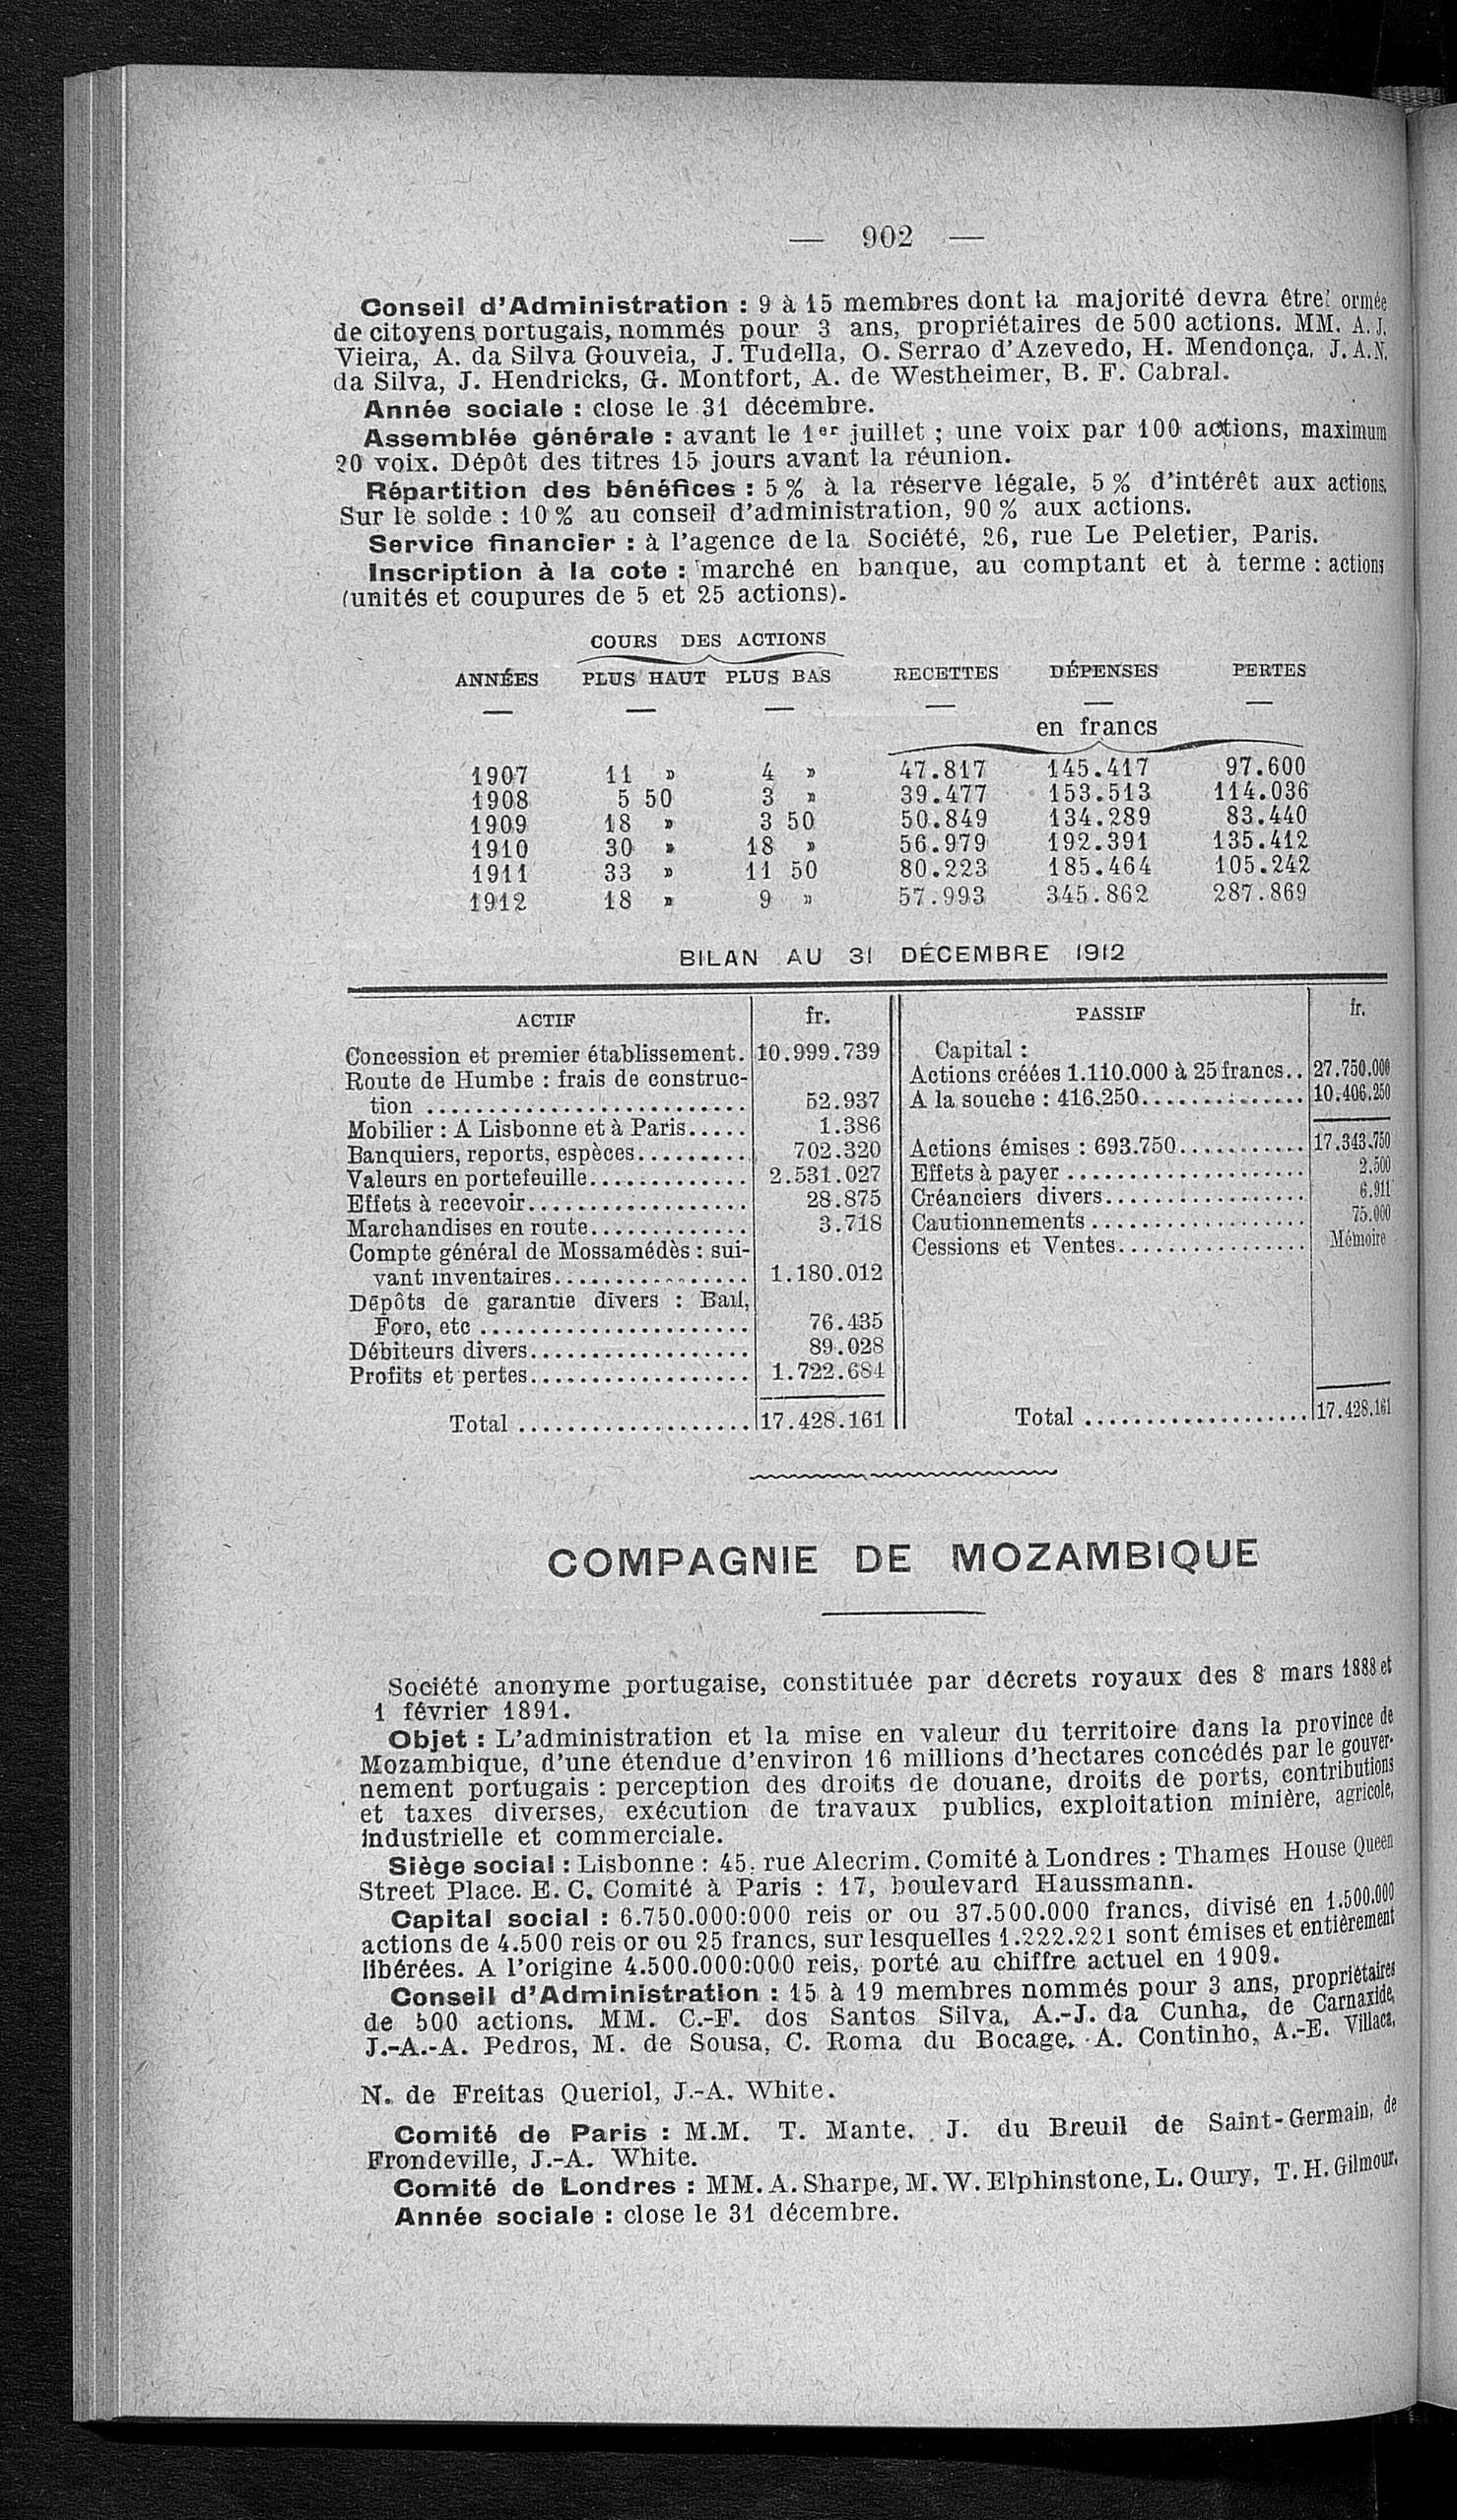 — 902 —
Conseil d'Administration : 9 à 15 membres dont la majorité devra être ormée
de citoyens portugais, nommés pour 3 ans, propriétaires de 500 actions. MM. A. J.
Vieira, A. da Silva Gouveia, J. Tudella, O. Serrao d'Azevedo, H. Mendonça, J. A. N.
da Silva, J. Hendricks, G. Montfort, A. de Westheimer, B. F. Cabral.
Année sociale : close le 31 décembre.
Assemblée générale : avant le 1er juillet ; une voix par 100 actions, maximum
20 voix. Dépôt des titres 15 jours avant la réunion.
Répartition des bénéfices : 5 % à la réserve légale, 5 % d'intérêt aux actions.
Sur le solde : 10 % au conseil d'administration, 90 % aux actions.
Service financier : à l'agence de la Société, 26, rue Le Peletier, Paris.
Inscription à la cote : marché en banque, au comptant et à terme : actions
(unités et coupures de 5 et 25 actions).
COURS DES ACTIONS
ANNÉES PLUS HAUT PLUS BAS RECETTES DÉPENSES PERTES
— — — — — —
en francs
1907 11 » 4 » 47.817 145.417 97.600
1908 5 50 3 » 39.477 153.513 114.036
1909 18 » 3 50 50.849 134.289 83.440
1910 30 » 18 » 56.979 192.391 135.412
1911 33 » 11 50 80.223 185.464 105.242
1912 18 » 9 » 57.993 345.862 287.869
BILAN AU 31 DÉCEMBRE 1912
ACTIF fr.
Concession et premier établissement. 10.999.739
Route de Humbe : frais de construc-
tion .......................... 52.937
Mobilier : A Lisbonne et à Paris..... 1.386
Banquiers, reports, espèces.......... 702.320
Valeurs en portefeuille............. 2.531.027
Effets à recevoir.................. 28.875
Marchandises en route............. 3.718
Compte général de Mossamédès : sui-
vant inventaires................ 1.180.012
Dépôts de garantie divers : Bail,
Foro, etc ...................... 76.435
Débiteurs divers.................. 89.028
Profits et pertes.................. 1.722.684
Total ................... 17.428.161
PASSIF fr.
Capital :
Actions créées 1.110.000 à 25 francs.. 27.750.000
A la souche : 416.250.............. 10.406.250
Actions émises : 693.750............ 17.343.750
Effets à payer .................... 2.500
Créanciers divers................. 6.911
Cautionnements .................. 75.000
Cessions et Ventes................ Mémoire
Total ................... 17.428.161
COMPAGNIE DE MOZAMBIQUE
Société anonyme portugaise, constituée par décrets royaux des 8 mars 1888 et
1 février 1891.
Objet : L'administration et la mise en valeur du territoire dans la province de
Mozambique, d'une étendue d'environ 16 millions d'hectares concédés par le gouver-
nement portugais : perception des droits de douane, droits de ports, contributions
et taxes diverses, exécution de travaux publics, exploitation minière, agricole,
industrielle et commerciale.
Siège social : Lisbonne : 45, rue Alecrim. Comité à Londres : Thames House Queen
Street Place. E. C. Comité à Paris : 17, boulevard Haussmann.
Capital social : 6.750.000:000 reis or ou 37.500.000 francs, divisé en 1.500.000
actions de 4.500 reis or ou 25 francs, sur lesquelles 1.222.221 sont émises et entièrement
libérées. A l'origine 4.500.000:000 reis, porté au chiffre actuel en 1909.
Conseil d'Administration : 15 à 19 membres nommés pour 3 ans, propriétaires
de 500 actions. MM. C.-F. dos Santos Silva, A.-J. da Cunha, de Carnaxide,
J.-A.-A. Pedros, M. de Sousa, C. Roma du Bocage, A. Continho, A.-E. Villaca,
N. de Freitas Queriol, J.-A. White.
Comité de Paris : M.M. T. Mante, J. du Breuil de Saint-Germain, de
Frondeville, J.-A. White.
Comité de Londres : MM. A. Sharpe, M. W. Elphinstone, L. Oury, T. H. Gilmour.
Année sociale : close le 31 décembre.